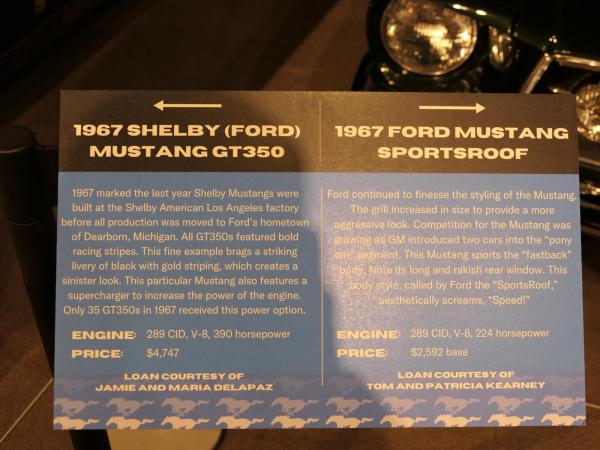 1967 SHELBY (FORD)
MUSTANG GT350
1967 marked the last year Shelby Mustangs were
built at the Shelby American Los Angeles factory
before all production was moved to Ford's hometown
of Dearborn, Michigan. All GT350s featured bold
racing stripes. This fine example brags a striking
livery of black with gold striping, which creates a
sinister look. This particular Mustang also features a
supercharger to increase the power of the engine.
Only 35 GT350s in 1967 received this power option.
ENGINE: 289 CID, V-8, 390 horsepower
PRICE: $4,747
LOAN COURTESY OF
JAMIE AND MARIA DELAPAZ
1967 FORD MUSTANG
SPORTSROOF
Ford continued to finesse the styling of the Mustang.
The grill increased in size to provide a more
aggressive look. Competition for the Mustang was
growing as GM introduced two cars into the "pony
car" segment. This Mustang sports the "fastback"
body. Note its long and rakish rear window. This
body style, called by Ford the "SportsRoof,"
aesthetically screams, "Speed!"
ENGINE: 289 CID, V-8, 224 horsepower
PRICE: $2,592 base
LOAN COURTESY OF
TOM AND PATRICIA KEARNEY